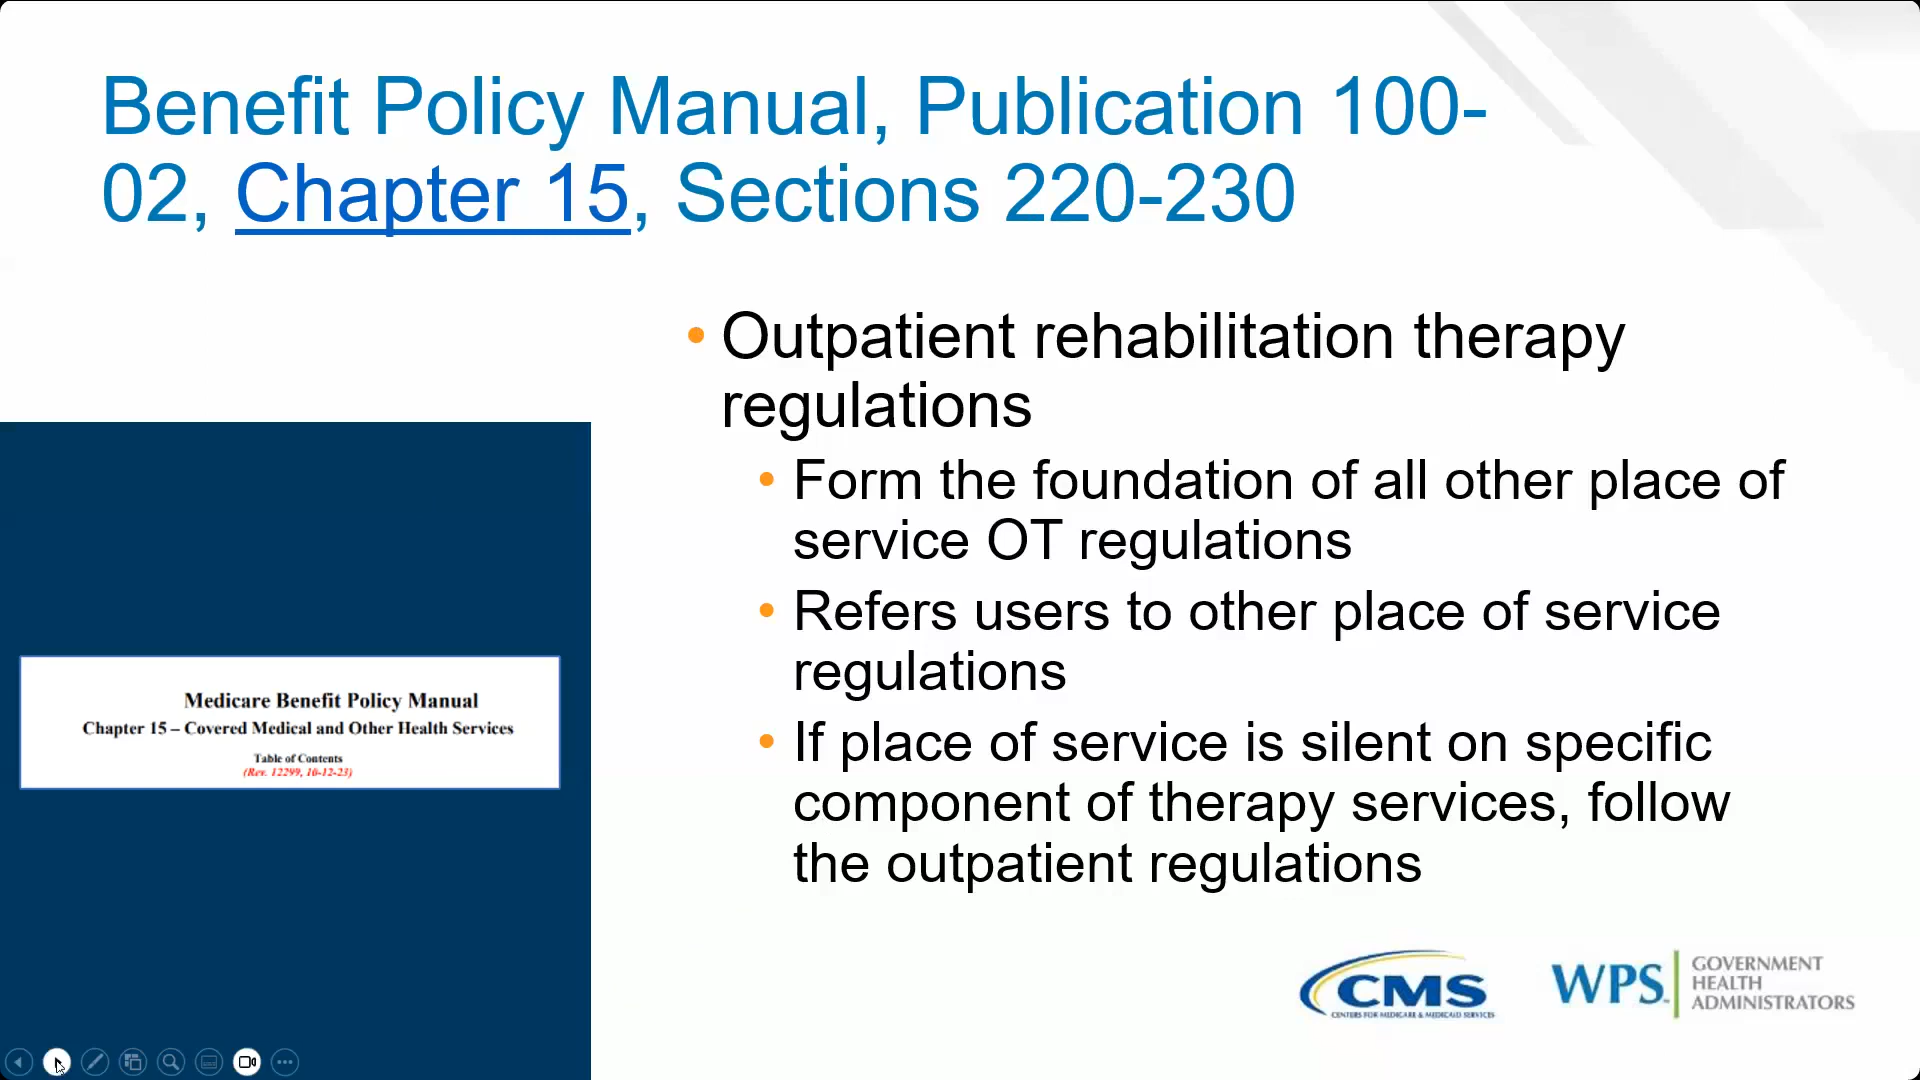 Benefit Policy Manual, Publication 100-
02, Chapter 15, Sections 220-230
• Outpatient rehabilitation therapy
regulations
• Form the foundation of all other place of
service OT regulations
• Refers users to other place of service
regulations
• If place of service is silent on specific
component of therapy services, follow
the outpatient regulations
Medicare Benefit Policy Manual
Chapter 15 – Covered Medical and Other Health Services
Table of Contents
(Rev. 12299, 10-12-23)
CMS
CENTERS FOR MEDICARE & MEDICAID SERVICES
WPS
GOVERNMENT
HEALTH
ADMINISTRATORS